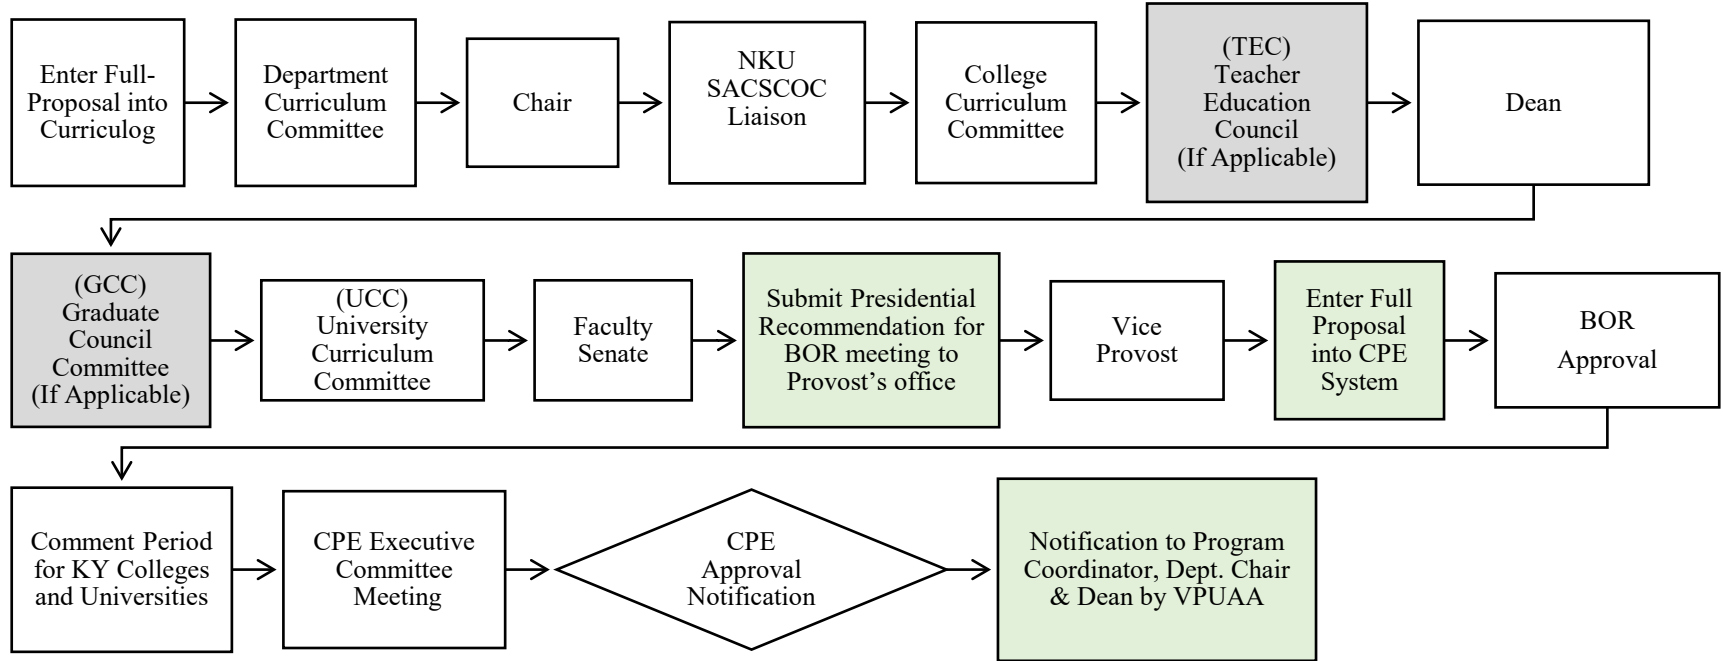 Enter Full-
Proposal into
Curriculog
Department
Curriculum
Committee
Chair
NKU
SACSCOC
Liaison
College
Curriculum
Committee
(TEC)
Teacher
Education
Council
(If Applicable)
Dean
(GCC)
Graduate
Council
Committee
(If Applicable)
(UCC)
University
Curriculum
Committee
Faculty
Senate
Submit Presidential
Recommendation for
BOR meeting to
Provost’s office
Vice
Provost
Enter Full
Proposal
into CPE
System
BOR
Approval
Comment Period
for KY Colleges
and Universities
CPE Executive
Committee
Meeting
CPE
Approval
Notification
Notification to Program
Coordinator, Dept. Chair
& Dean by VPUAA